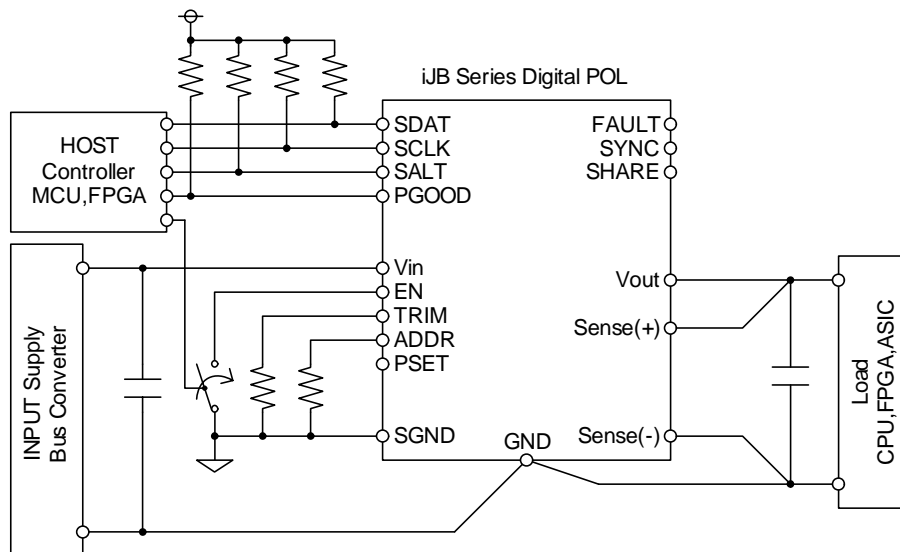 iJB Series Digital POL
HOST
Controller
MCU,FPGA
SDAT
SCLK
SALT
PGOOD
FAULT
SYNC
SHARE
INPUT Supply
Bus Converter
Vin
EN
TRIM
ADDR
PSET
SGND
GND
Vout
Sense(+)
Sense(-)
Load
CPU,FPGA,ASIC